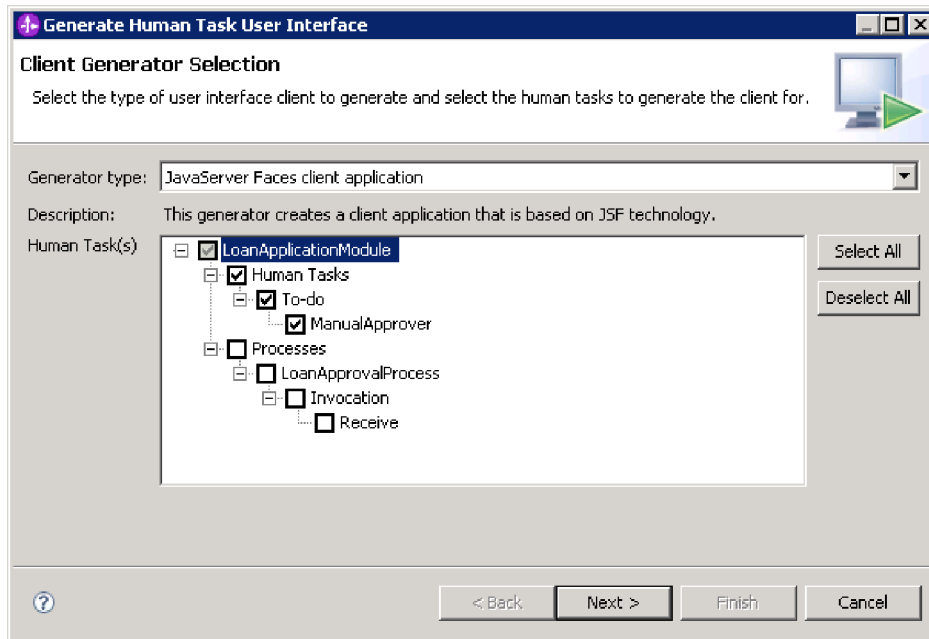 Generate Human Task User Interface
Client Generator Selection
Select the type of user interface client to generate and select the human tasks to generate the client for.
Generator type: JavaServer Faces client application
Description: This generator creates a client application that is based on JSF technology.
Human Task(s)
LoanApplicationModule
Select All
Human Tasks
To-do
Deselect All
ManualApprover
Processes
LoanApprovalProcess
Invocation
Receive
? < Back Next > Finish Cancel